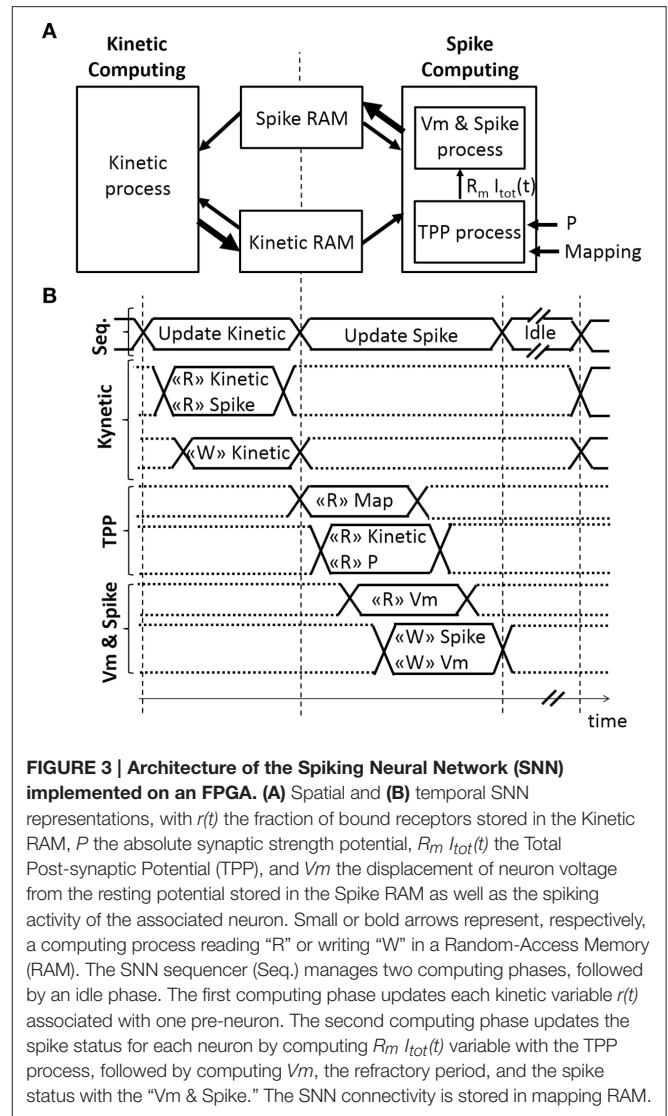 A
Kinetic
Computing
Spike
Computing
Spike RAM
Vm & Spike
process
Kinetic
process
Rm Itot(t)
Kinetic RAM
TPP process
P
Mapping
B
Seq.
Update Kinetic
Update Spike
Idle
Kynetic
«R» Kinetic
«R» Spike
«W» Kinetic
TPP
«R» Map
«R» Kinetic
«R» P
Vm & Spike
«R» Vm
«W» Spike
«W» Vm
time
FIGURE 3 | Architecture of the Spiking Neural Network (SNN)
implemented on an FPGA. (A) Spatial and (B) temporal SNN
representations, with r(t) the fraction of bound receptors stored in the Kinetic
RAM, P the absolute synaptic strength potential, Rm Itot(t) the Total
Post-synaptic Potential (TPP), and Vm the displacement of neuron voltage
from the resting potential stored in the Spike RAM as well as the spiking
activity of the associated neuron. Small or bold arrows represent, respectively,
a computing process reading “R” or writing “W” in a Random-Access Memory
(RAM). The SNN sequencer (Seq.) manages two computing phases, followed
by an idle phase. The first computing phase updates each kinetic variable r(t)
associated with one pre-neuron. The second computing phase updates the
spike status for each neuron by computing Rm Itot(t) variable with the TPP
process, followed by computing Vm, the refractory period, and the spike
status with the “Vm & Spike.” The SNN connectivity is stored in mapping RAM.